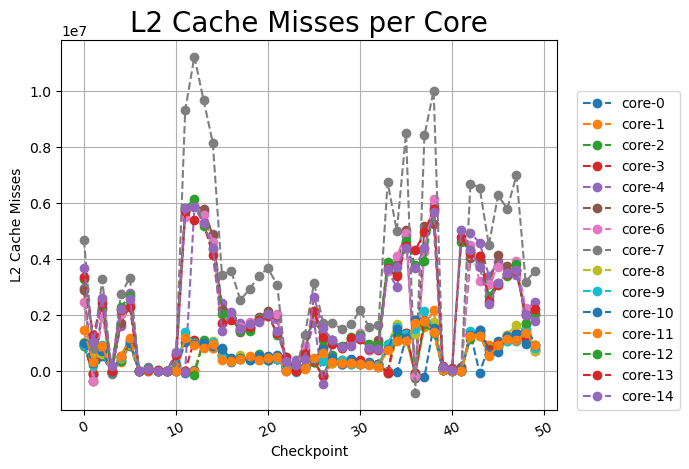 L2 Cache Misses per Core
1e7
1.0
0.8
0.6
0.4
0.2
0.0
L2 Cache Misses
0
10
20
30
40
50
Checkpoint
core-0
core-1
core-2
core-3
core-4
core-5
core-6
core-7
core-8
core-9
core-10
core-11
core-12
core-13
core-14